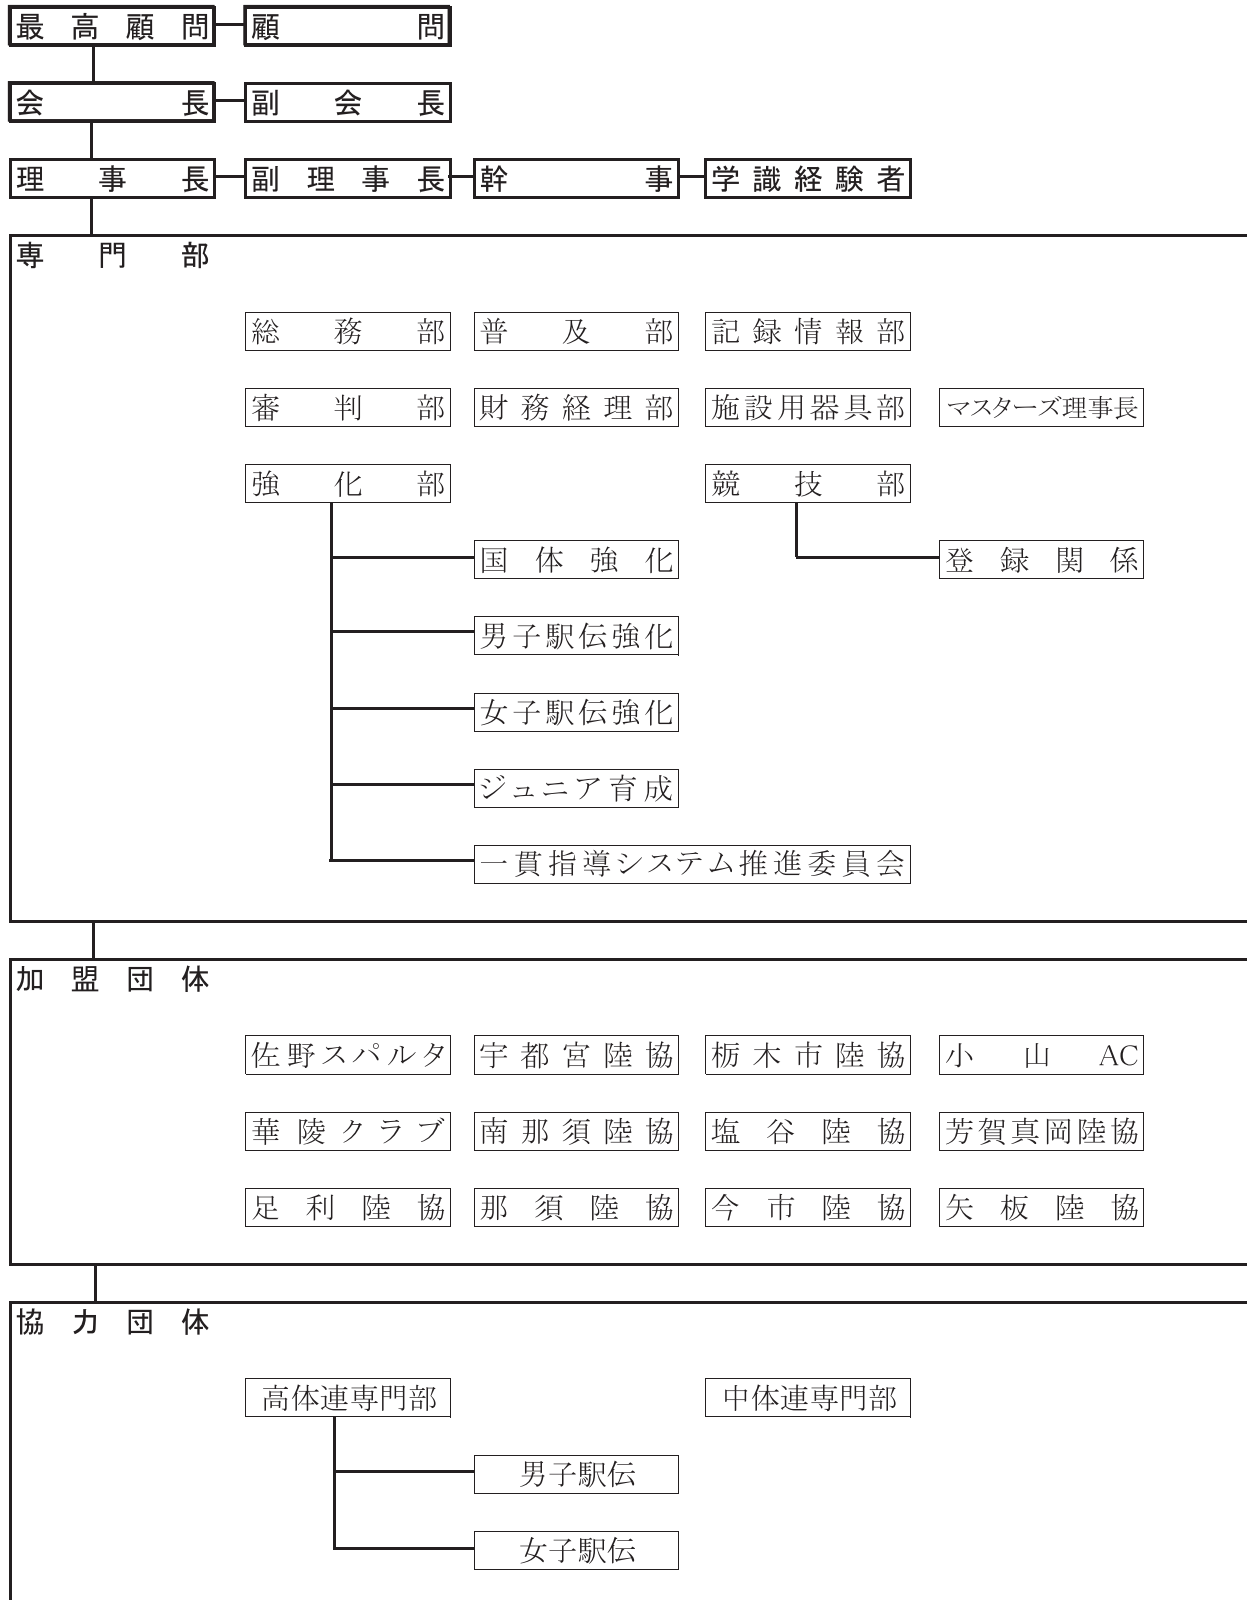 最高顧問 顧問
会長 副会長
理事長 副理事長 幹事 学識経験者
専門部
総務部 普及部 記録情報部
審判部 財務経理部 施設用器具部 マスターズ理事長
強化部 競技部
国体強化 登録関係
男子駅伝強化
女子駅伝強化
ジュニア育成
一貫指導システム推進委員会
加盟団体
佐野スパルタ 宇都宮陸協 栃木市陸協 小山AC
華陵クラブ 南那須陸協 塩谷陸協 芳賀真岡陸協
足利陸協 那須陸協 今市陸協 矢板陸協
協力団体
高体連専門部 中体連専門部
男子駅伝
女子駅伝